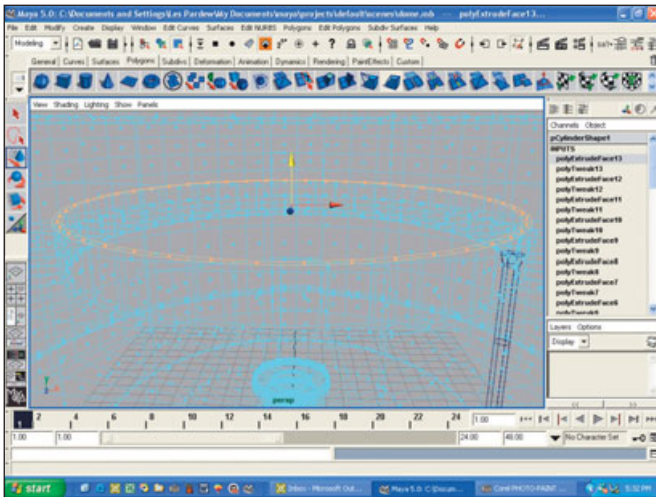 Maya 5.0: C:\Documents and Settings\Les Pardew\My Documents\maya\projects\default\scenes\dome.mb --- polyExtrudeFace13...
File Edit Modify Create Display Window Edit Curves Surfaces Edit NURBS Polygons Edit Polygons Subdiv Surfaces Help
Modeling
General Curves Surfaces Polygons Subdivs Deformation Animation Dynamics Rendering PaintEffects Custom
View Shading Lighting Show Panels
Channels Object
pCylinderShape1
INPUTS
polyExtrudeFace13
polyTweak13
polyExtrudeFace12
polyTweak12
polyExtrudeFace11
polyTweak11
polyExtrudeFace10
polyTweak10
polyExtrudeFace9
polyTweak9
polyExtrudeFace8
polyTweak8
polyExtrudeFace7
polyTweak7
polyExtrudeFace6
polyTweak6
Layers Options
Display
persp
1 2 4 6 8 10 12 14 16 18 20 22 24 1.00
1.00 1.00 24.00 48.00 No Character Set
start Inbox - Microsoft Out... Maya 5.0: C:\Docum... Corel PHOTO-PAINT ... 5:32 PM